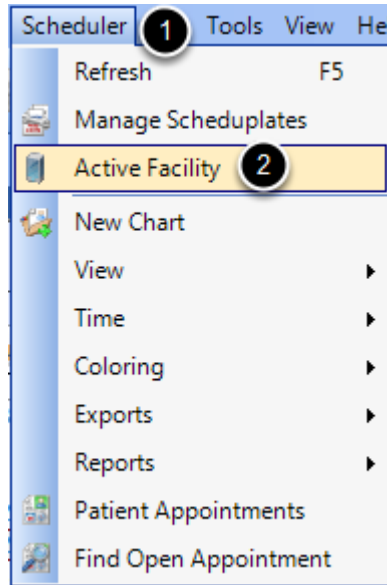 Scheduler 1 Tools View He
Refresh F5
Manage Scheduplates
Active Facility 2
New Chart
View
Time
Coloring
Exports
Reports
Patient Appointments
Find Open Appointment